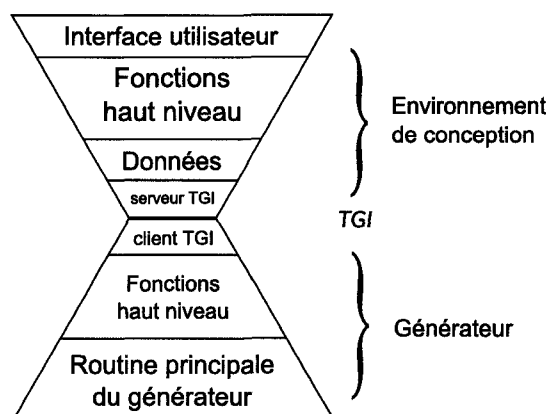 Interface utilisateur
Fonctions
haut niveau
Données
serveur TGI
client TGI
Fonctions
haut niveau
Routine principale
du générateur
Environnement
de conception
TGI
Générateur